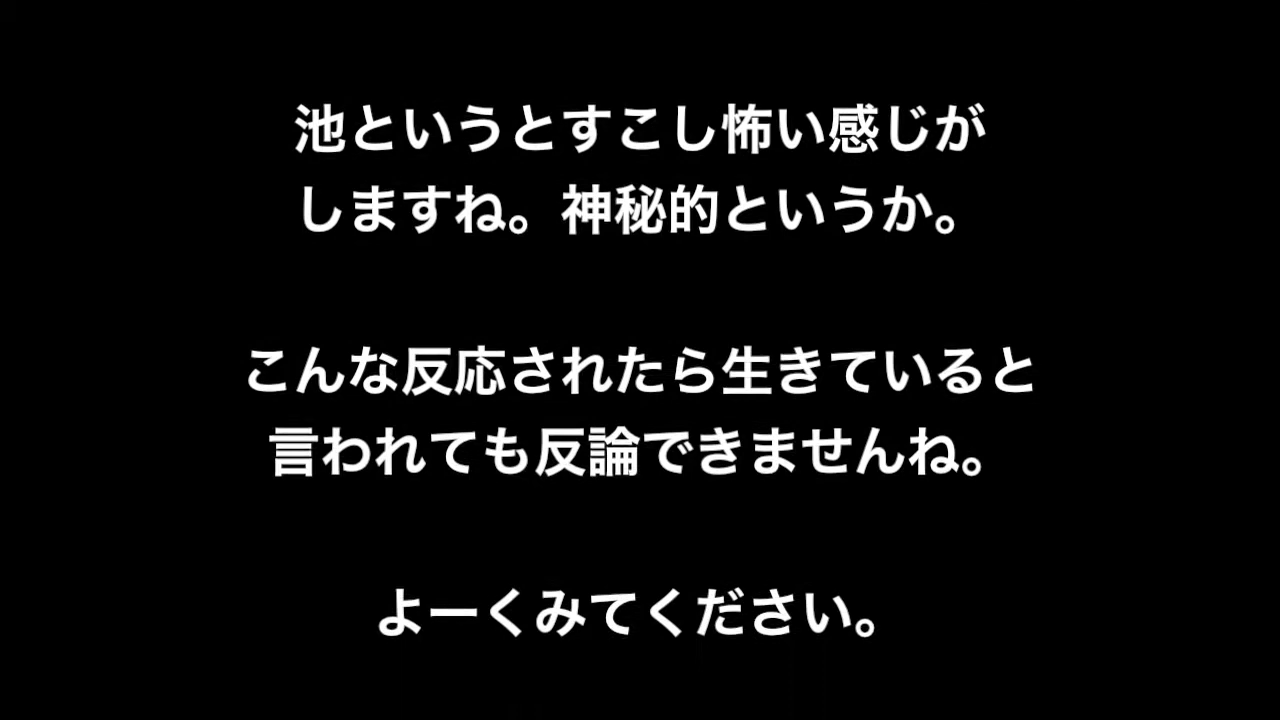 池というとすこし怖い感じが
しますね。神秘的というか。
こんな反応されたら生きていると
言われても反論できませんね。
よーくみてください。